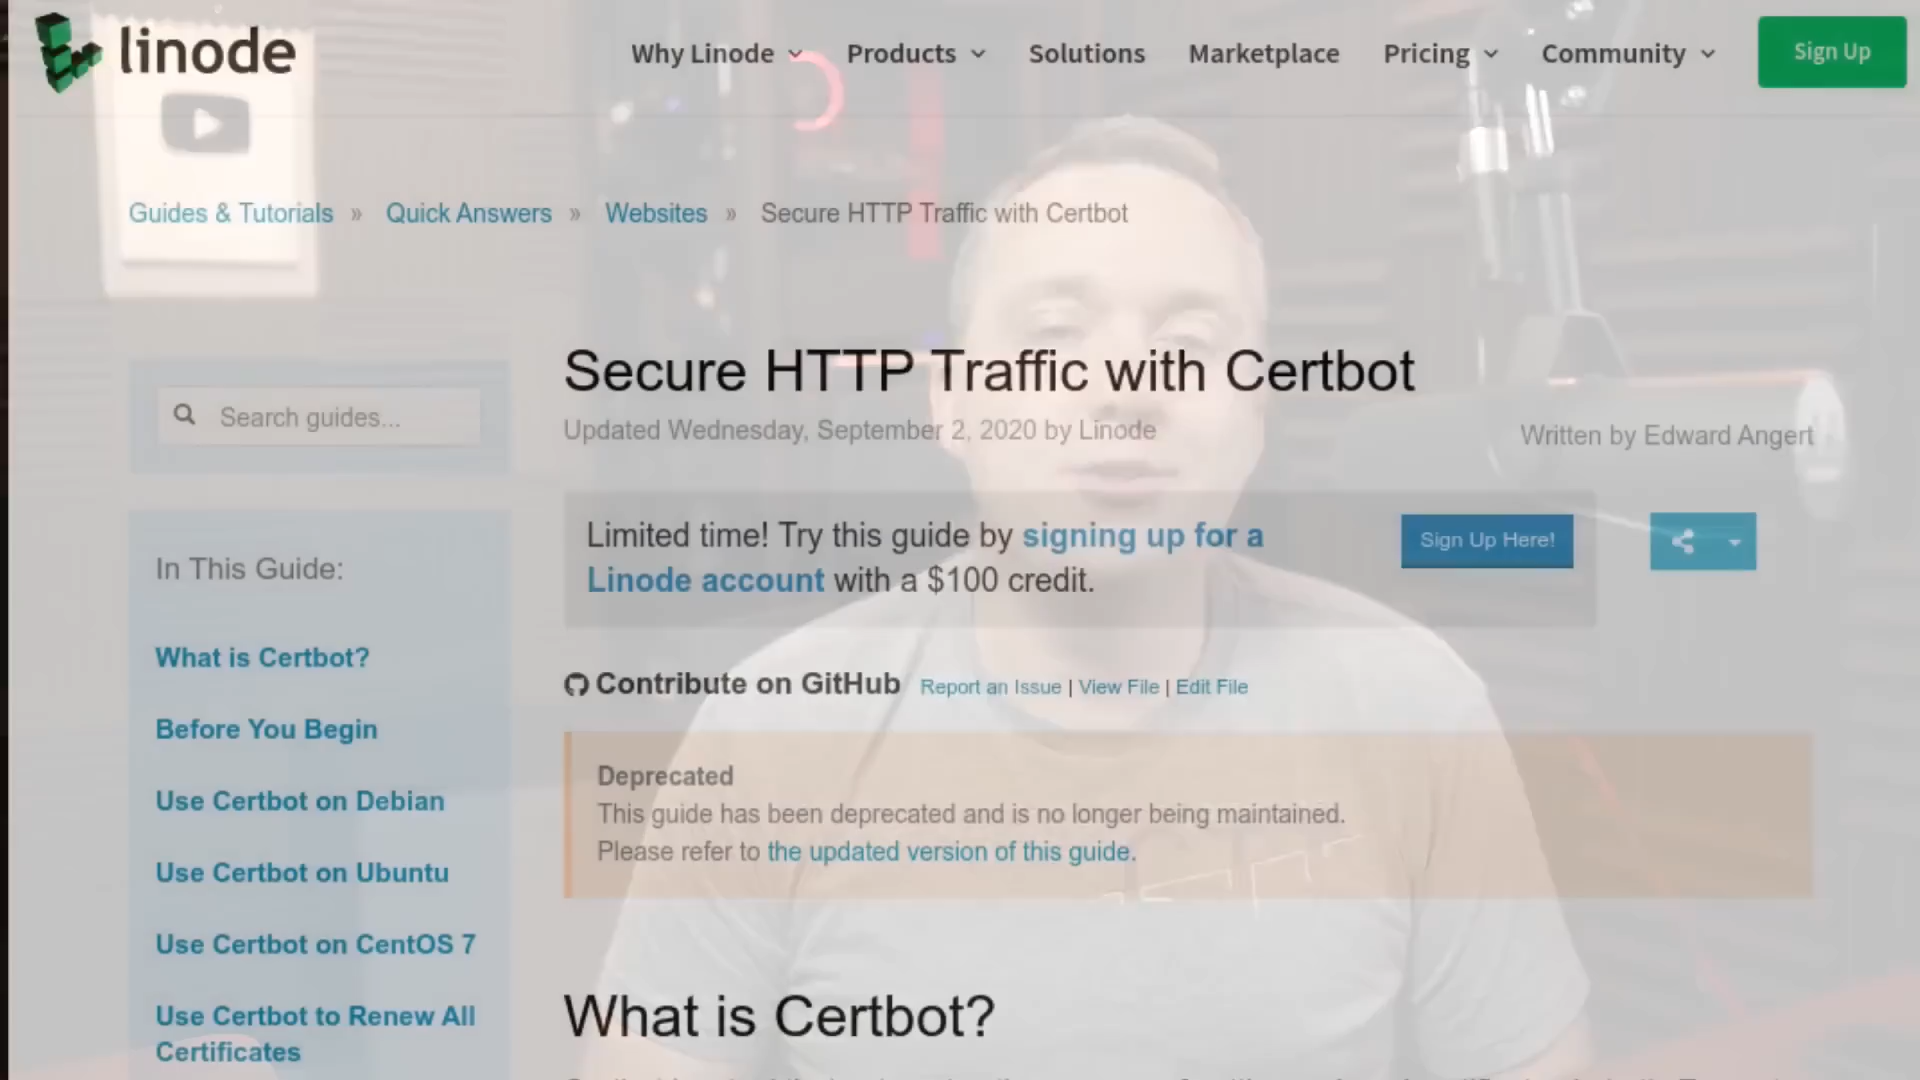 linode
Why Linode
Products
Solutions
Marketplace
Pricing
Community
Sign Up
Guides & Tutorials » Quick Answers » Websites » Secure HTTP Traffic with Certbot
Search guides...
In This Guide:
What is Certbot?
Before You Begin
Use Certbot on Debian
Use Certbot on Ubuntu
Use Certbot on CentOS 7
Use Certbot to Renew All
Certificates
Secure HTTP Traffic with Certbot
Updated Wednesday, September 2, 2020 by Linode
Written by Edward Angert
Limited time! Try this guide by signing up for a
Linode account with a $100 credit.
Sign Up Here!
Contribute on GitHub Report an Issue | View File | Edit File
Deprecated
This guide has been deprecated and is no longer being maintained.
Please refer to the updated version of this guide.
What is Certbot?